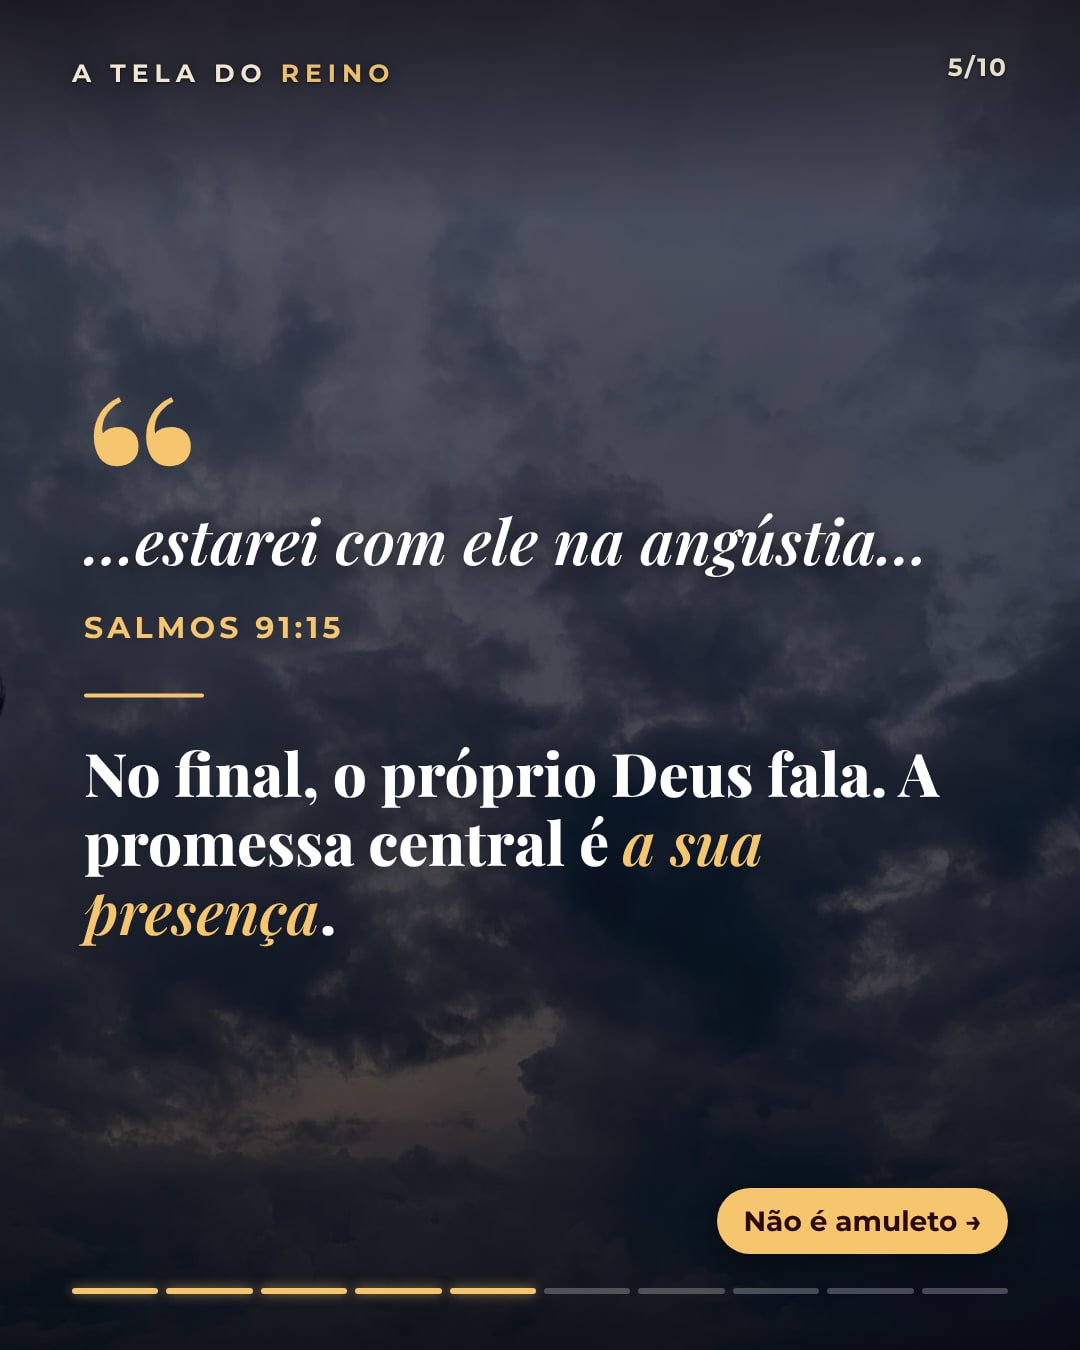 A TELA DO REINO
5/10
“
...estarei com ele na angústia...
SALMOS 91:15
No final, o próprio Deus fala. A
promessa central é a sua
presença.
Não é amuleto →